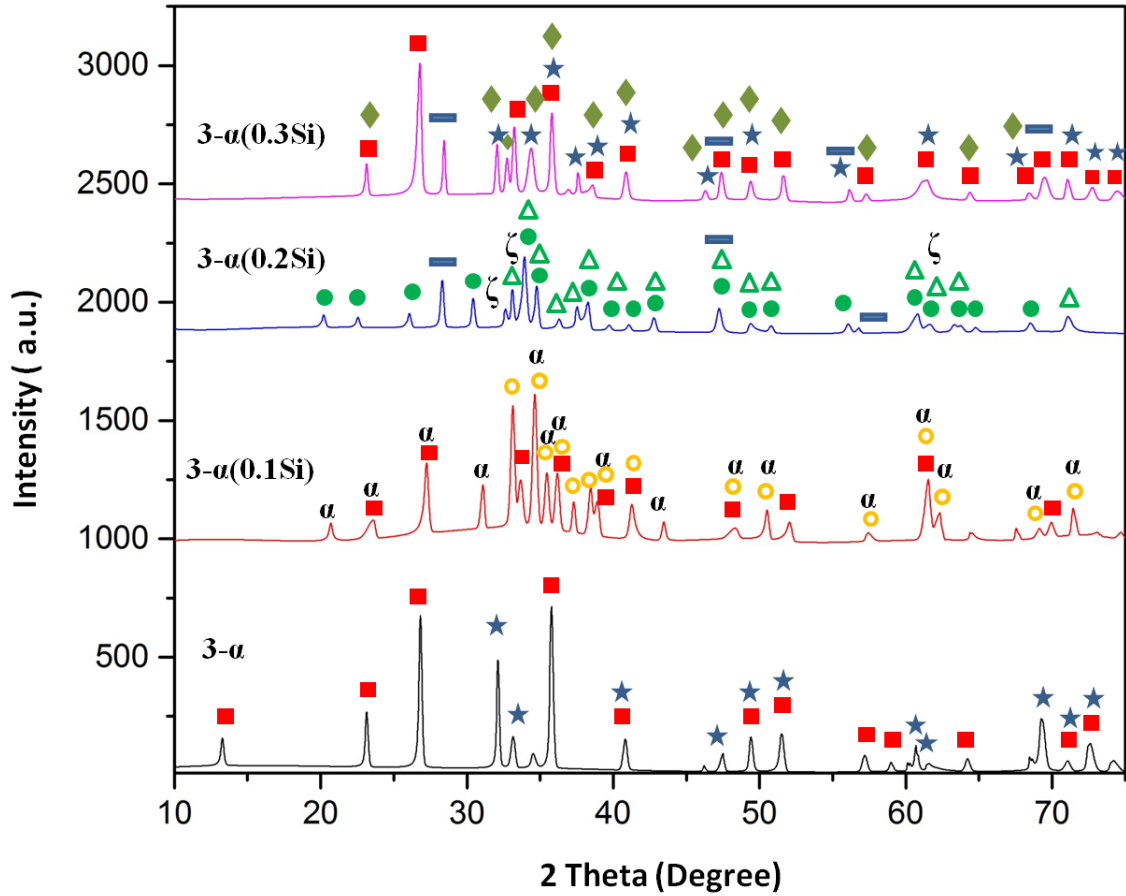 3000
2500
2000
1500
1000
500
Intensity ( a.u.)
3-α(0.3Si)
3-α(0.2Si)
ζ
ζ
ζ
3-α(0.1Si)
α
α
α
α
α
α
α
α
α
α
α
α
α
3-α
10 20 30 40 50 60 70
2 Theta (Degree)